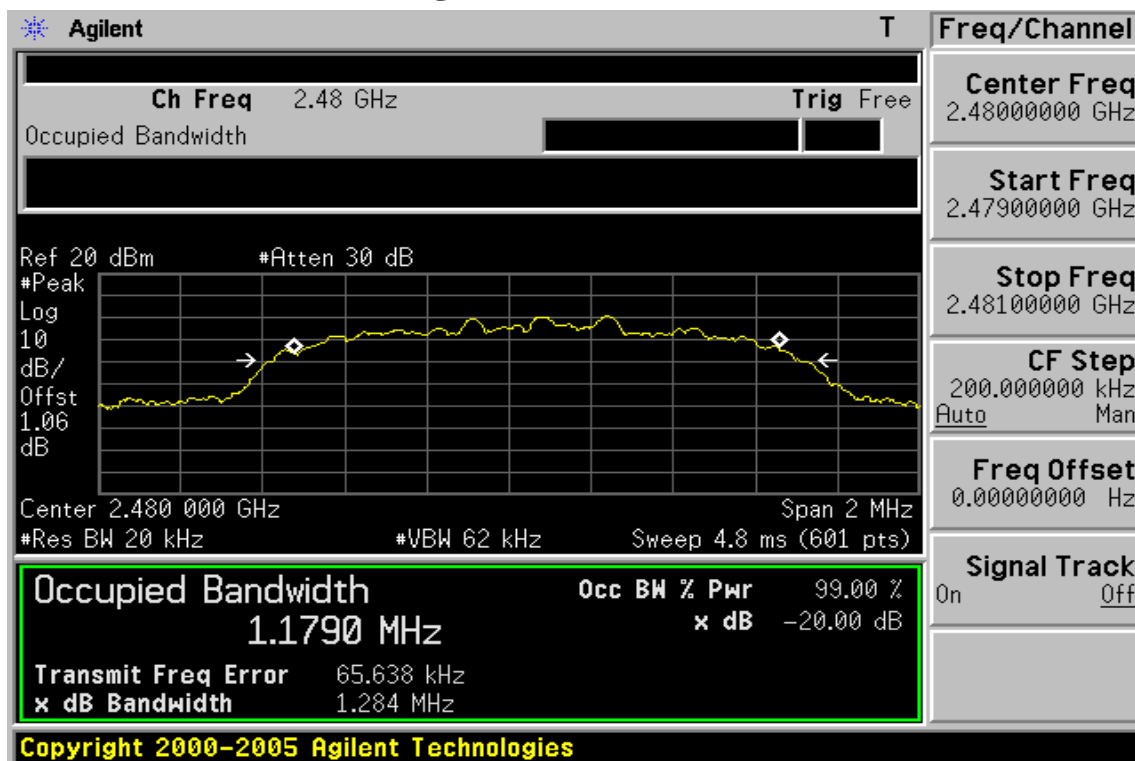 Agilent T Freq/Channel
Ch Freq 2.48 GHz Trig Free
Occupied Bandwidth
Center Freq
2.48000000 GHz
Start Freq
2.47900000 GHz
Stop Freq
2.48100000 GHz
CF Step
200.000000 kHz
Auto Man
Freq Offset
0.00000000 Hz
Signal Track
On Off
Ref 20 dBm #Atten 30 dB
#Peak
Log
10
dB/
Offst
1.06
dB
Center 2.480 000 GHz Span 2 MHz
#Res BW 20 kHz #VBW 62 kHz Sweep 4.8 ms (601 pts)
Occupied Bandwidth Occ BW % Pwr 99.00 %
1.1790 MHz x dB -20.00 dB
Transmit Freq Error 65.638 kHz
x dB Bandwidth 1.284 MHz
Copyright 2000-2005 Agilent Technologies